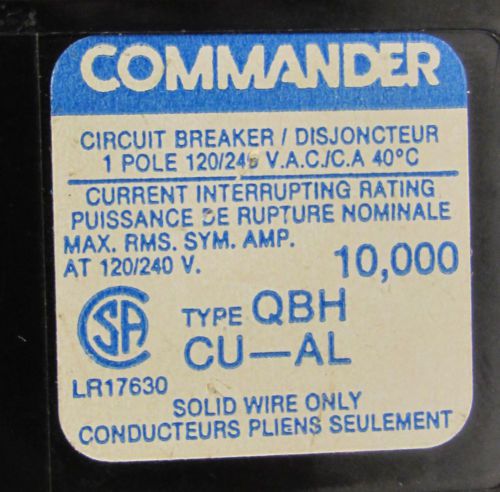 COMMANDER
CIRCUIT BREAKER / DISJONCTEUR
1 POLE 120/240 V.A.C./C.A 40°C
CURRENT INTERRUPTING RATING
PUISSANCE DE RUPTURE NOMINALE
MAX. RMS. SYM. AMP.
AT 120/240 V. 10,000
CSA TYPE QBH
CU—AL
LR17630
SOLID WIRE ONLY
CONDUCTEURS PLIENS SEULEMENT